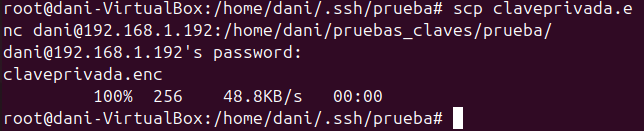 root@dani-VirtualBox:/home/dani/.ssh/prueba# scp claveprivada.e
nc dani@192.168.1.192:/home/dani/pruebas_claves/prueba/
dani@192.168.1.192's password:
claveprivada.enc
100% 256 48.8KB/s 00:00
root@dani-VirtualBox:/home/dani/.ssh/prueba#